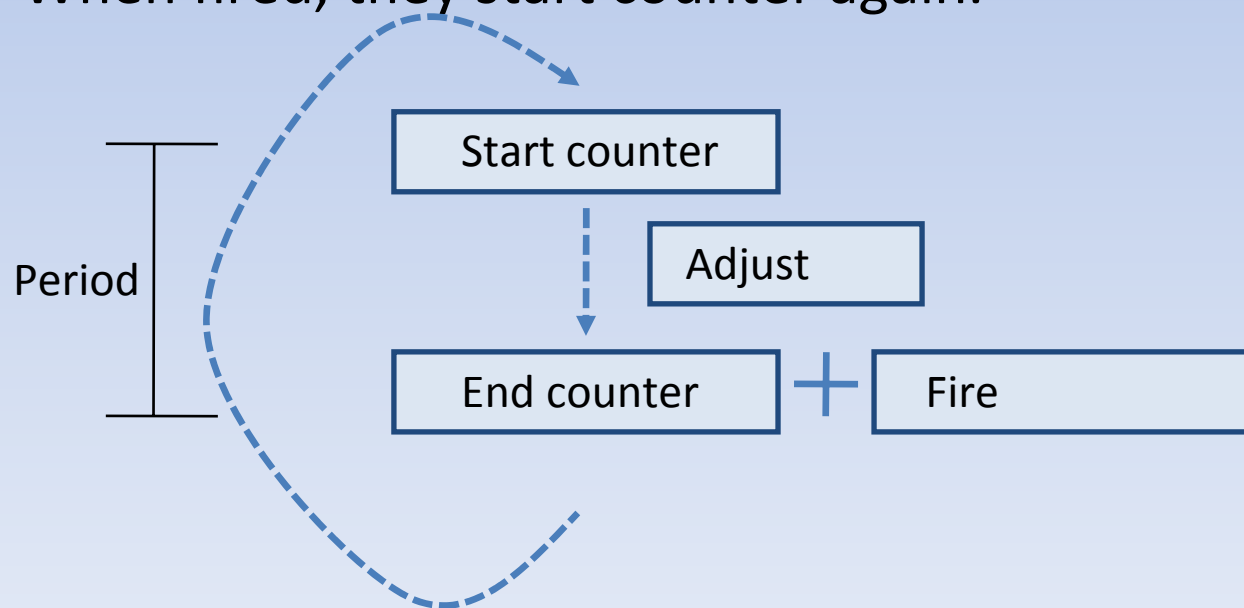 When fired, they start counter again.
Start counter
Adjust
Period
End counter
Fire